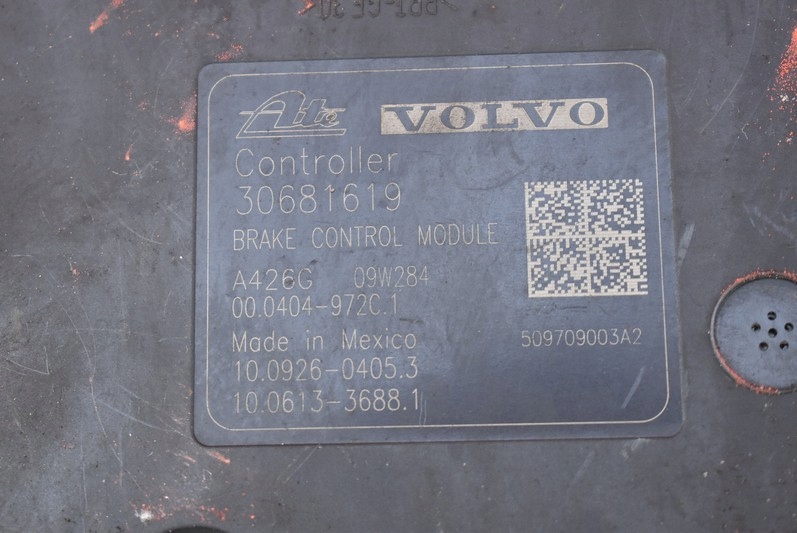 Ate VOLVO
Controller
30681619
BRAKE CONTROL MODULE
A426G 09W284
00.0404-972C.1
Made in Mexico 509709003A2
10.0926-0405.3
10.0613-3688.1